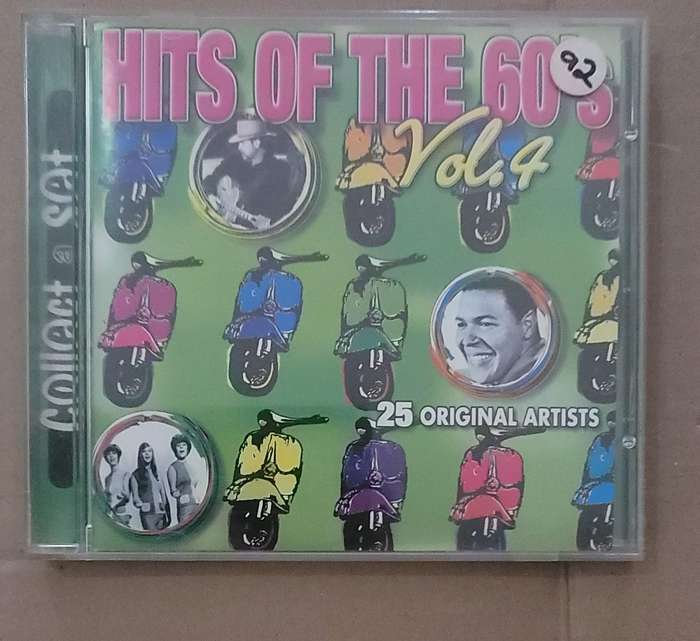 HITS OF THE 60'S
Vol. 4
92
25 ORIGINAL ARTISTS
Collect a set